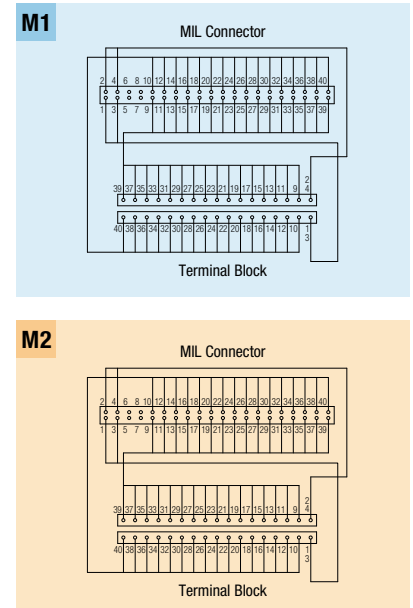 M1
MIL Connector
2 4 6 8 10 12 14 16 18 20 22 24 26 28 30 32 34 36 38 40
1 3 5 7 9 11 13 15 17 19 21 23 25 27 29 31 33 35 37 39
2
39 37 35 33 31 29 27 25 23 21 19 17 15 13 11 9 4
40 38 36 34 32 30 28 26 24 22 20 18 16 14 12 10 1
3
Terminal Block
M2
MIL Connector
2 4 6 8 10 12 14 16 18 20 22 24 26 28 30 32 34 36 38 40
1 3 5 7 9 11 13 15 17 19 21 23 25 27 29 31 33 35 37 39
2
39 37 35 33 31 29 27 25 23 21 19 17 15 13 11 9 4
40 38 36 34 32 30 28 26 24 22 20 18 16 14 12 10 1
3
Terminal Block